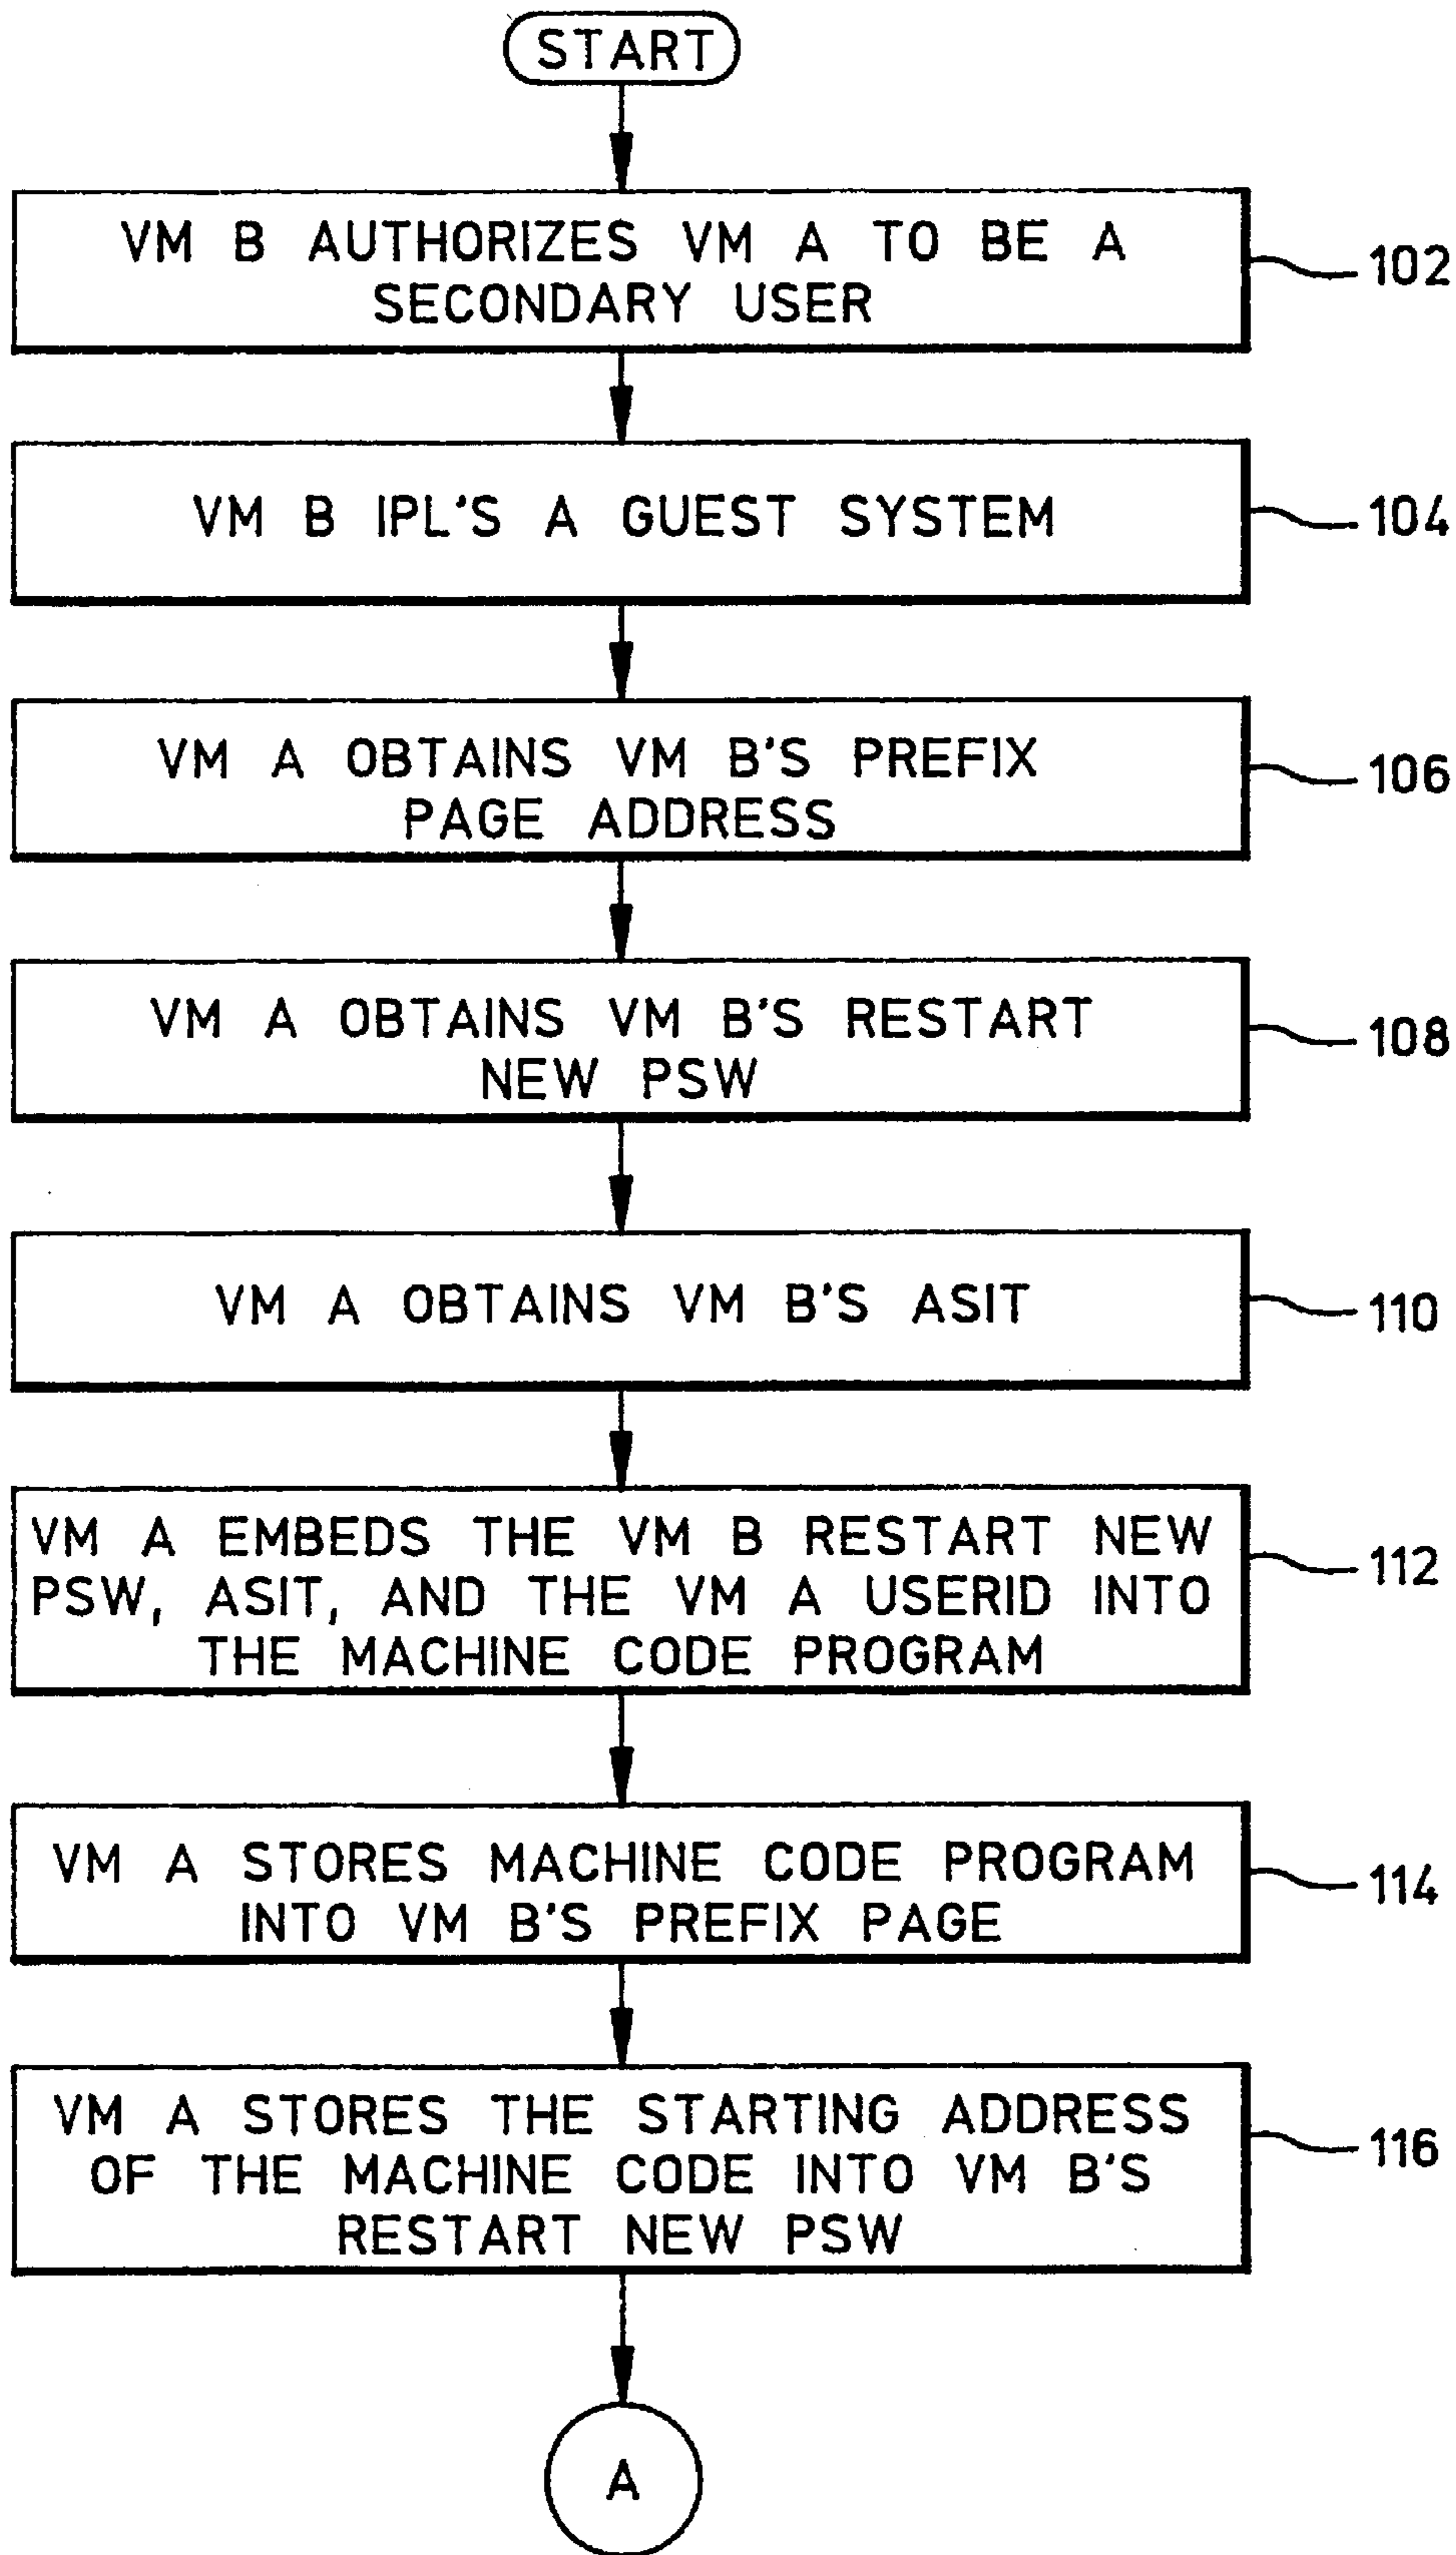 START
VM B AUTHORIZES VM A TO BE A
SECONDARY USER
102
VM B IPL'S A GUEST SYSTEM
104
VM A OBTAINS VM B'S PREFIX
PAGE ADDRESS
106
VM A OBTAINS VM B'S RESTART
NEW PSW
108
VM A OBTAINS VM B'S ASIT
110
VM A EMBEDS THE VM B RESTART NEW
PSW, ASIT, AND THE VM A USERID INTO
THE MACHINE CODE PROGRAM
112
VM A STORES MACHINE CODE PROGRAM
INTO VM B'S PREFIX PAGE
114
VM A STORES THE STARTING ADDRESS
OF THE MACHINE CODE INTO VM B'S
RESTART NEW PSW
116
A